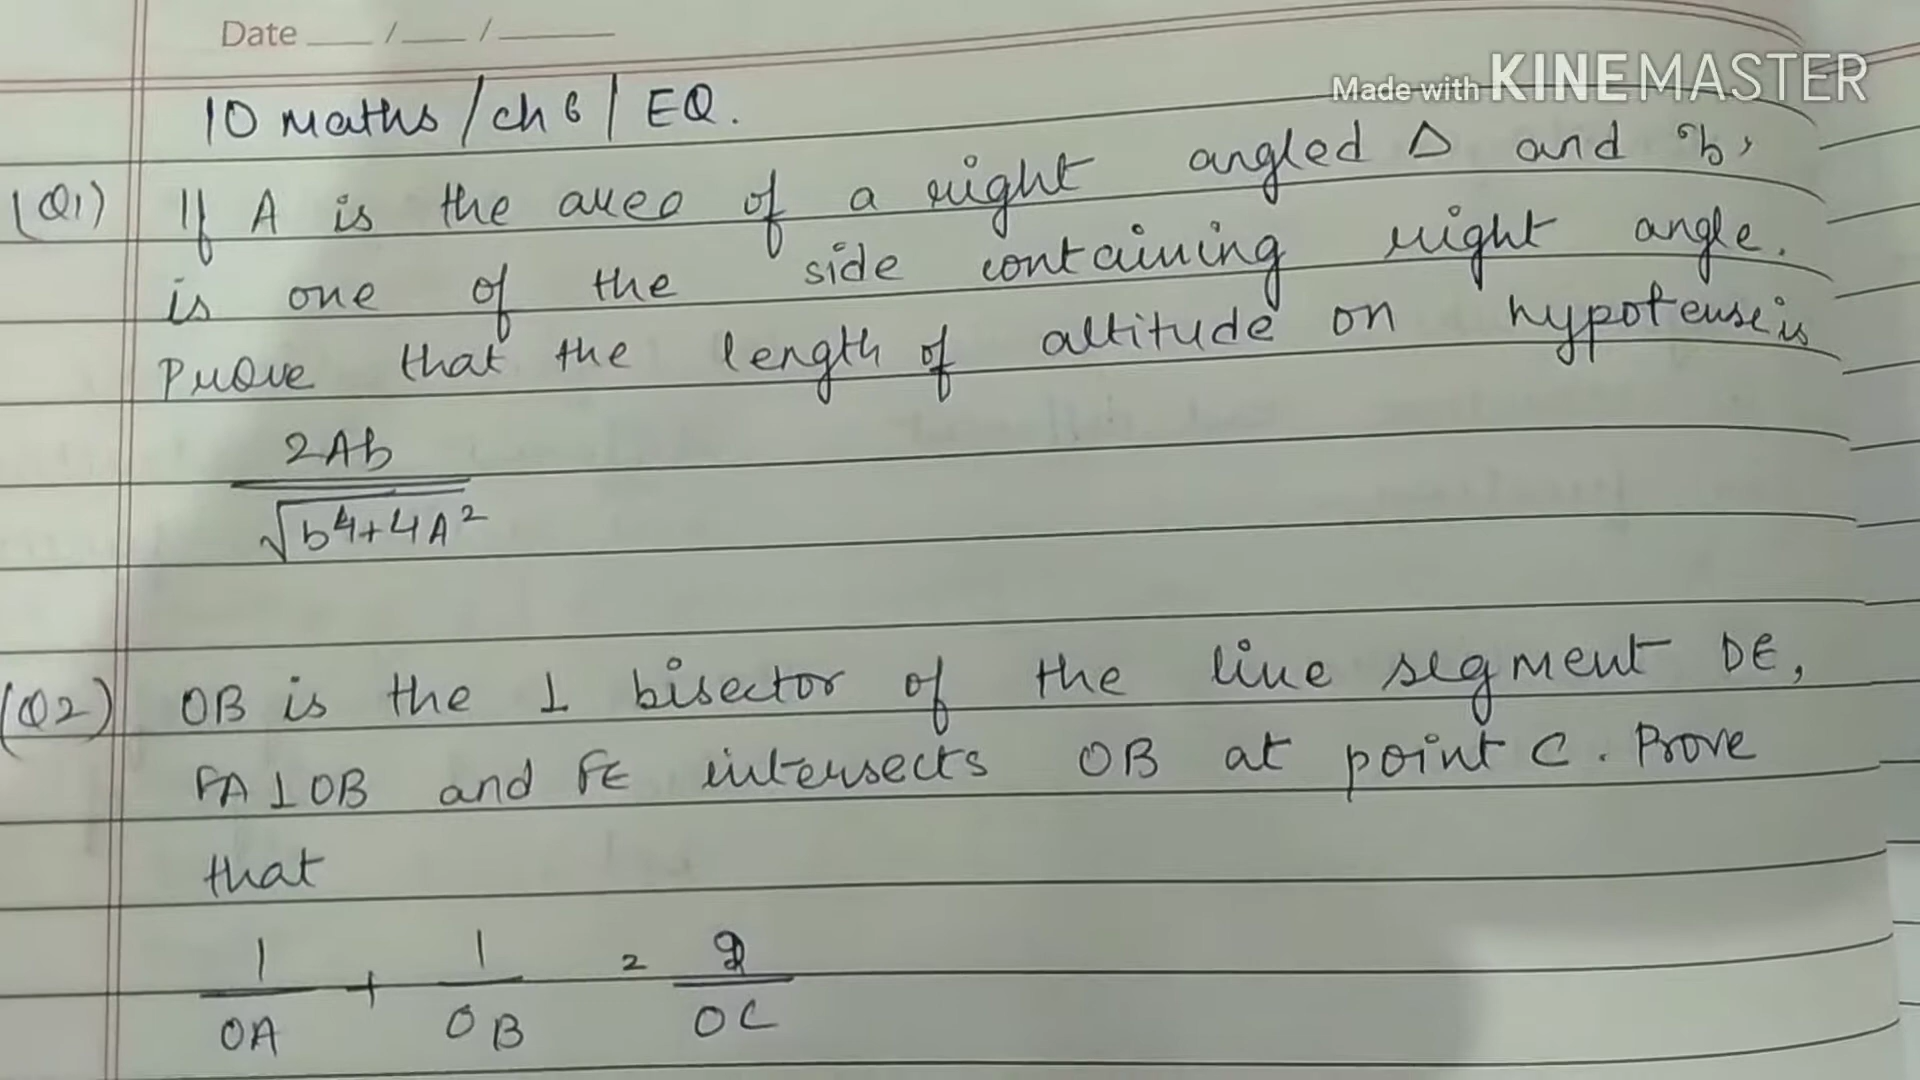 Date ___ / ___ / ______
Made with KINEMASTER
10 Maths / ch 6 / EQ.
(Q1) If A is the area of a right angled Δ and 'b'
is one of the side containing right angle.
Prove that the length of altitude on hypotenuse is
2Ab
√b⁴+4A²
(Q2) OB is the ⊥ bisector of the line segment DE,
FA ⊥ OB and FE intersects OB at point C. Prove
that
1/OA + 1/OB = 2/OC